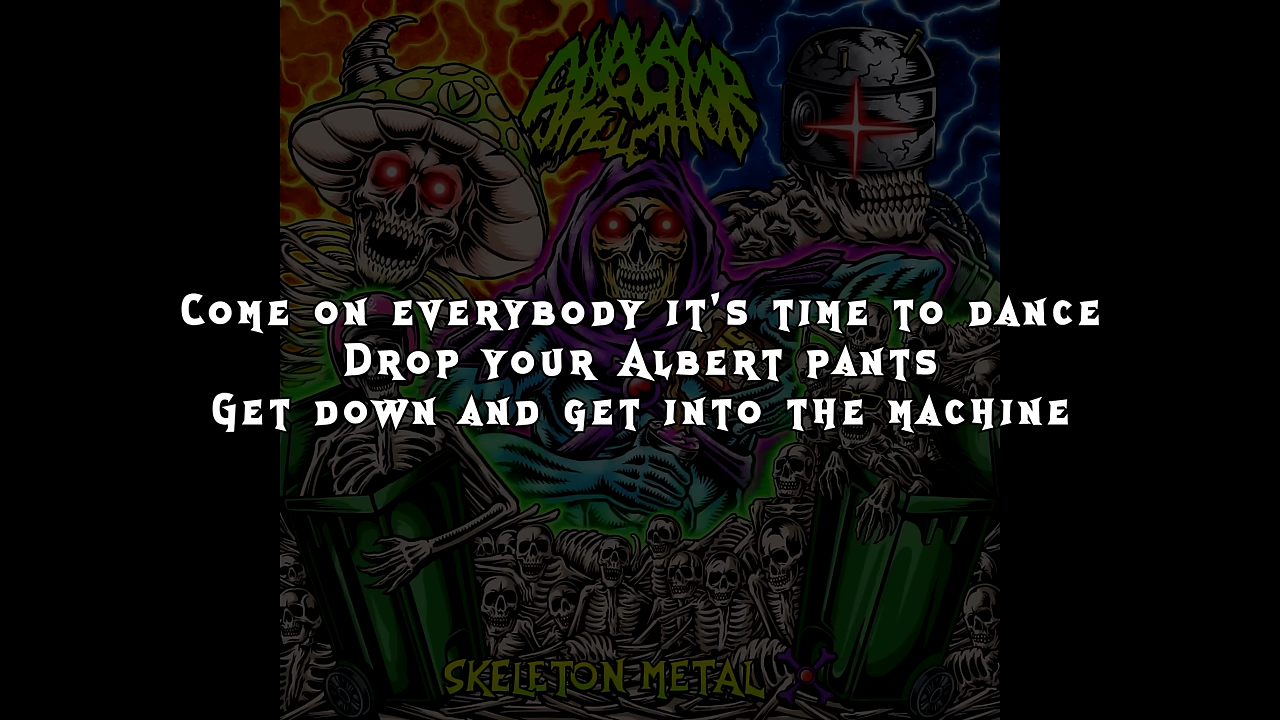 Come on everybody it's time to dance
Drop your Albert pants
Get down and get into the machine
SKELETON METAL